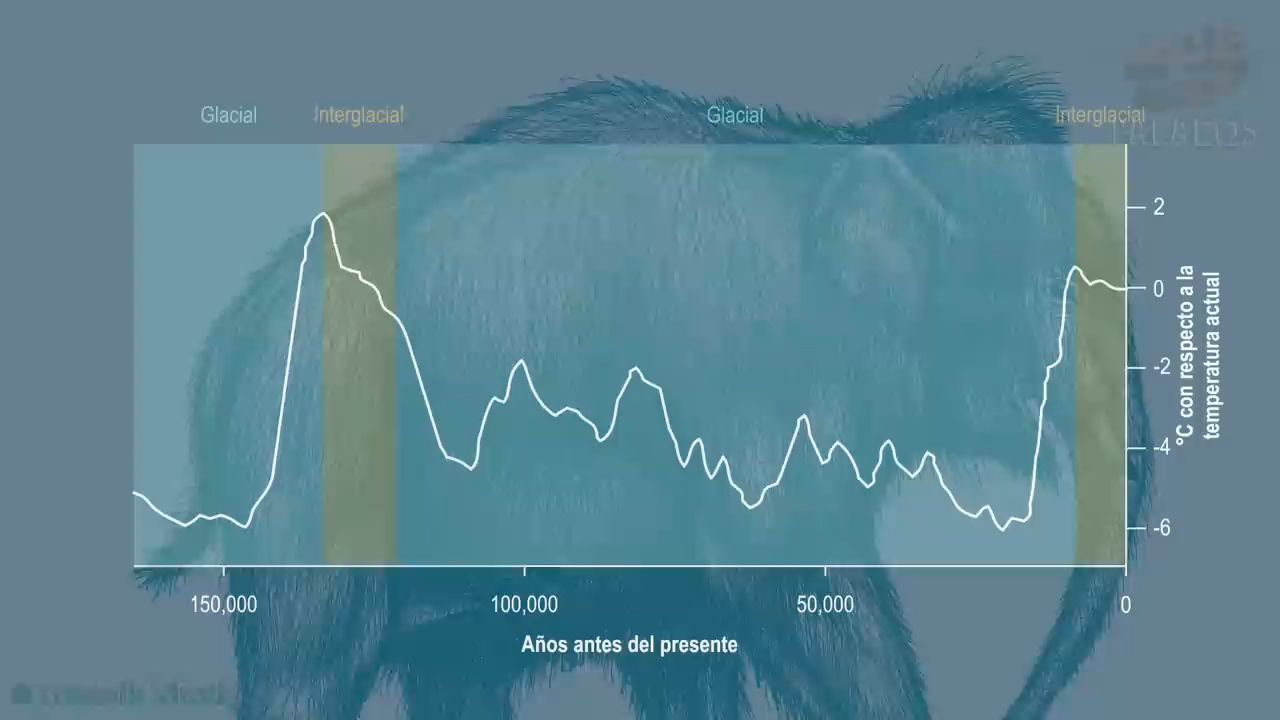 Glacial
Interglacial
Glacial
Interglacial
2
0
-2
-4
-6
°C con respecto a la
temperatura actual
150,000
100,000
50,000
0
Años antes del presente